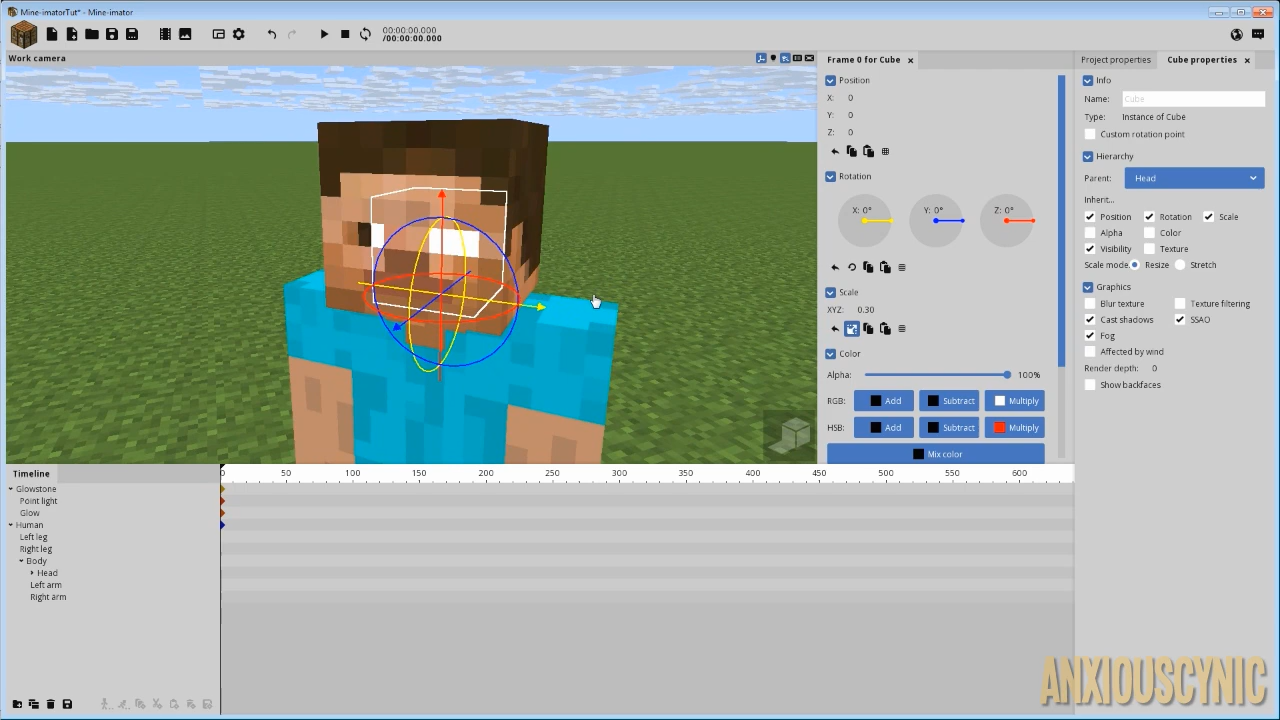 Mine-imatorTut* - Mine-imator
00:00:00.000
/00:00:00.000
Work camera
Frame 0 for Cube
Position
X: 0
Y: 0
Z: 0
Rotation
X: 0° Y: 0° Z: 0°
Scale
XYZ: 0.30
Color
Alpha: 100%
RGB: Add Subtract Multiply
HSB: Add Subtract Multiply
Mix color
Project properties Cube properties
Info
Name: Cube
Type: Instance of Cube
Custom rotation point
Hierarchy
Parent: Head
Inherit...
Position Rotation Scale
Alpha Color
Visibility Texture
Scale mode Resize Stretch
Graphics
Blur texture Texture filtering
Cast shadows SSAO
Fog
Affected by wind
Render depth: 0
Show backfaces
Timeline
0 50 100 150 200 250 300 350 400 450 500 550 600
Glowstone
Point light
Glow
Human
Left leg
Right leg
Body
Head
Left arm
Right arm
ANXIOUSCYNIC